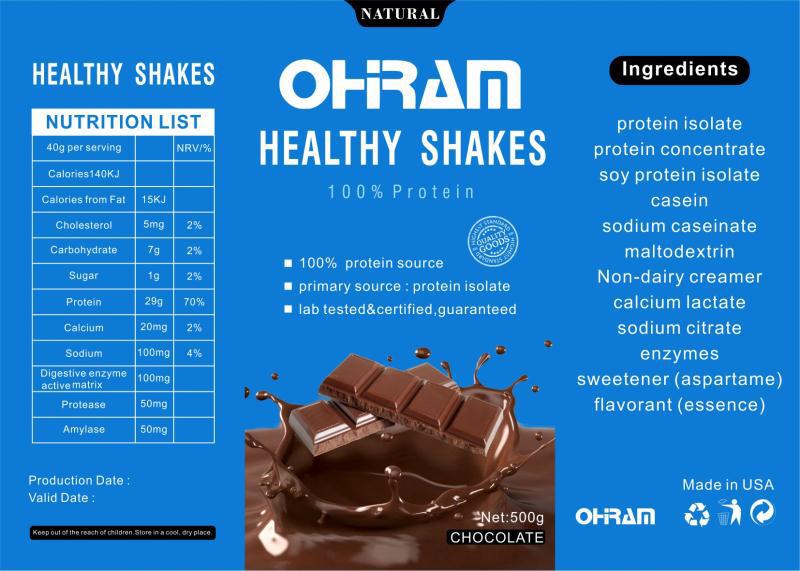 NATURAL
HEALTHY SHAKES
NUTRITION LIST
40g per serving NRV/%
Calories140KJ
Calories from Fat 15KJ
Cholesterol 5mg 2%
Carbohydrate 7g 2%
Sugar 1g 2%
Protein 29g 70%
Calcium 20mg 2%
Sodium 100mg 4%
Digestive enzyme
active matrix 100mg
Protease 50mg
Amylase 50mg
Production Date :
Valid Date :
Keep out of the reach of children.Store in a cool, dry place.
OHRAM
HEALTHY SHAKES
100% Protein
HIGHEST STANDARD
QUALITY
GOODS
HIGHEST STANDARD
■ 100% protein source
■ primary source : protein isolate
■ lab tested&certified,guaranteed
Net:500g
CHOCOLATE
Ingredients
protein isolate
protein concentrate
soy protein isolate
casein
sodium caseinate
maltodextrin
Non-dairy creamer
calcium lactate
sodium citrate
enzymes
sweetener (aspartame)
flavorant (essence)
Made in USA
OHRAM